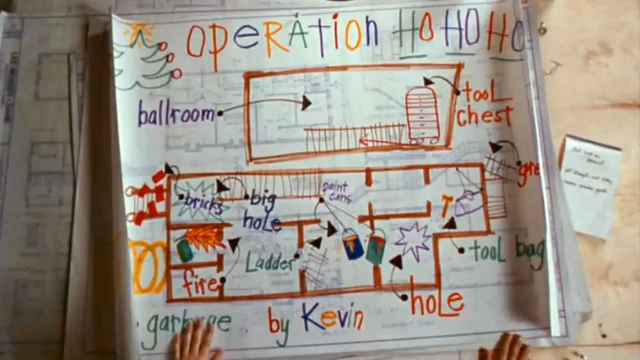 OPERATION HO HO HO
ballroom
tool
chest
bricks
big
hole
paint
cans
gre
T
T
Ladder
tool bag
fire
hole
garbage
by Kevin